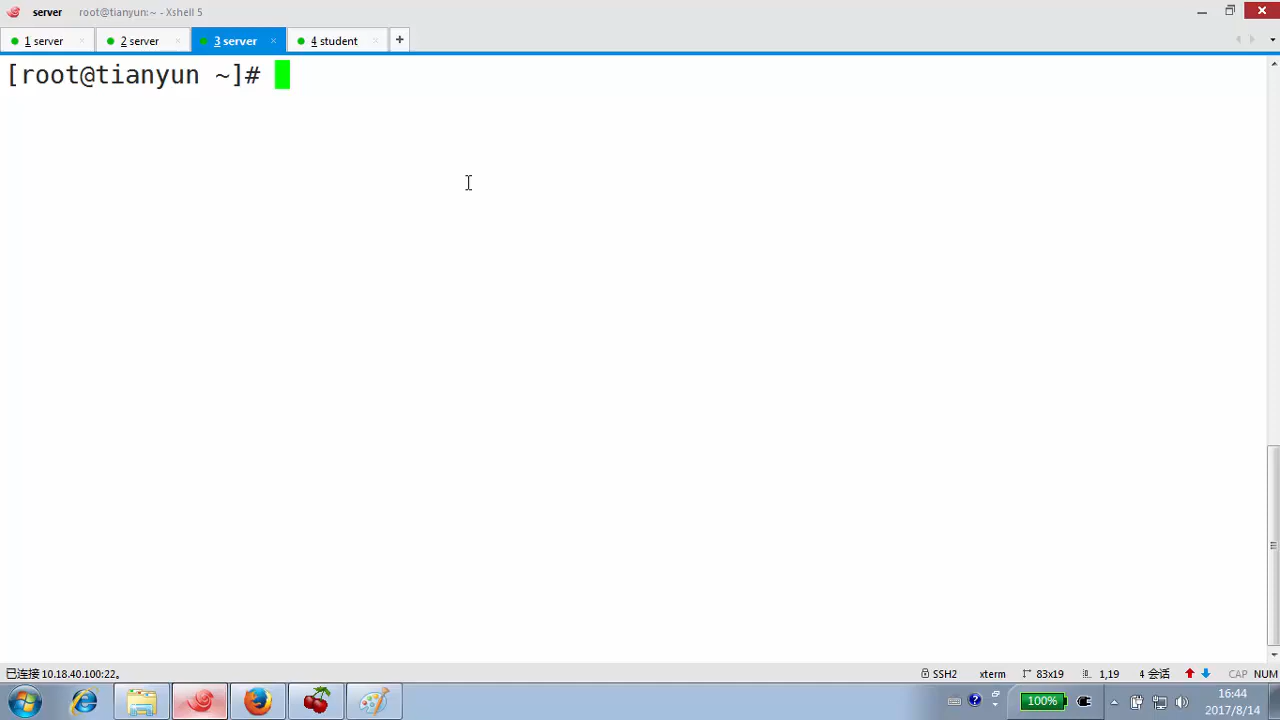 server root@tianyun:~ - Xshell 5
1 server 2 server 3 server 4 student +
[root@tianyun ~]#
已连接 10.18.40.100:22。 SSH2 xterm 83x19 1,19 4 会话 CAP NUM
100% 16:44
2017/8/14